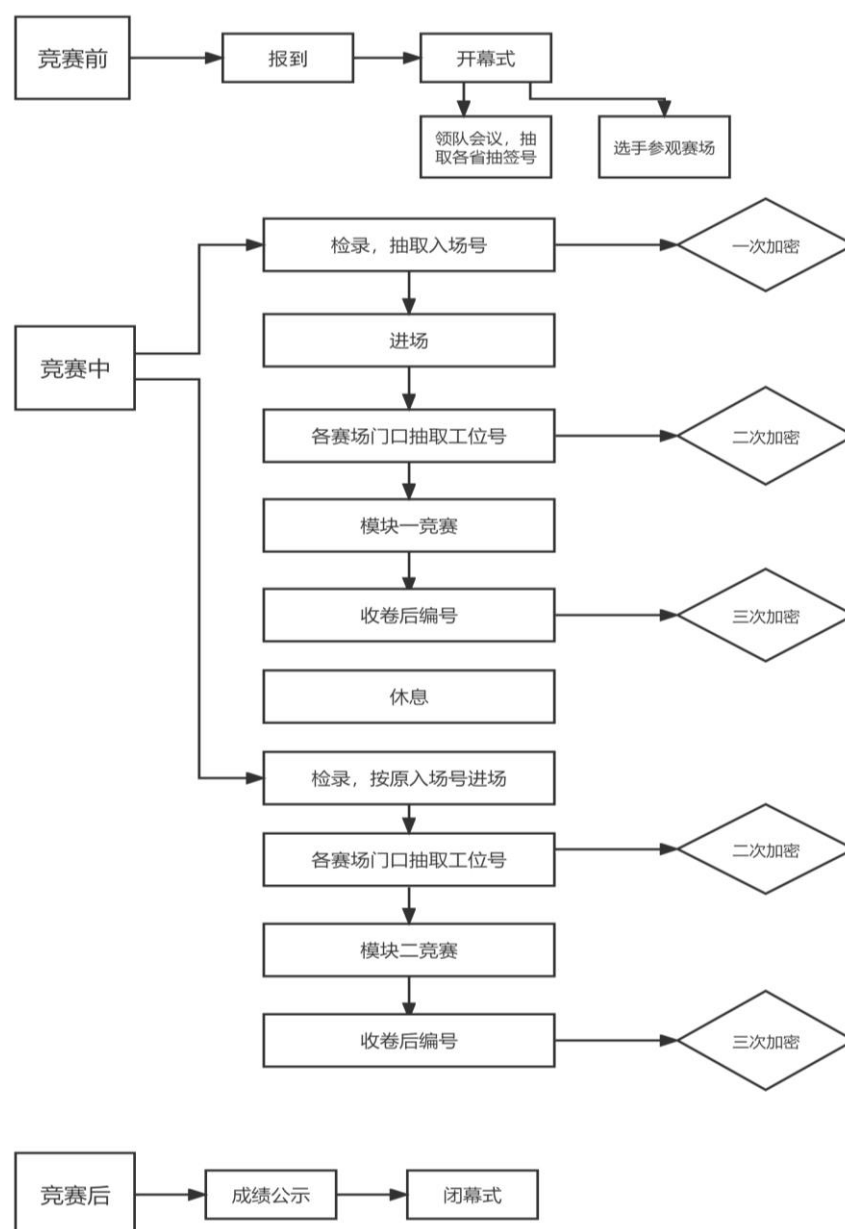 竞赛前
报到
开幕式
领队会议，抽
取各省抽签号
选手参观赛场
检录，抽取入场号
一次加密
进场
竞赛中
各赛场门口抽取工位号
二次加密
模块一竞赛
收卷后编号
三次加密
休息
检录，按原入场号进场
各赛场门口抽取工位号
二次加密
模块二竞赛
收卷后编号
三次加密
竞赛后
成绩公示
闭幕式